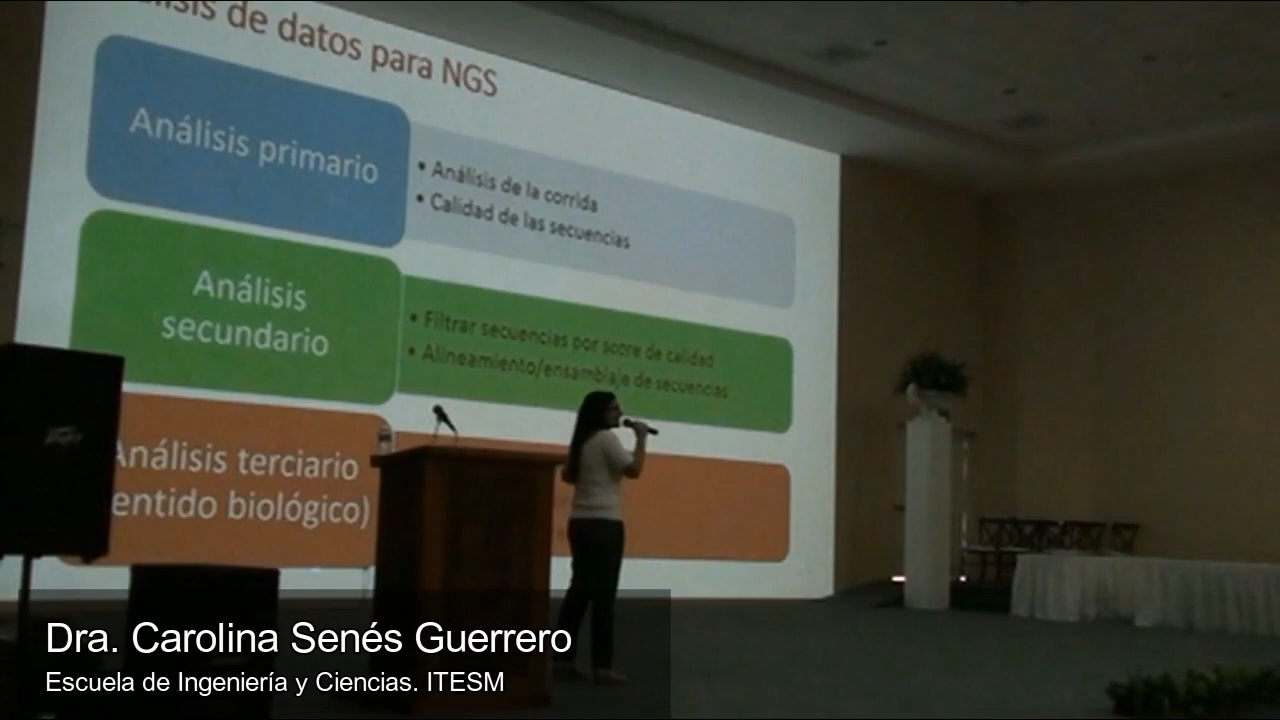 lisis de datos para NGS
Análisis primario
• Análisis de la corrida
• Calidad de las secuencias
Análisis
secundario
• Filtrar secuencias por score de calidad
• Alineamiento/ensamblaje de secuencias
Análisis terciario
entido biológico)
Dra. Carolina Senés Guerrero
Escuela de Ingeniería y Ciencias. ITESM